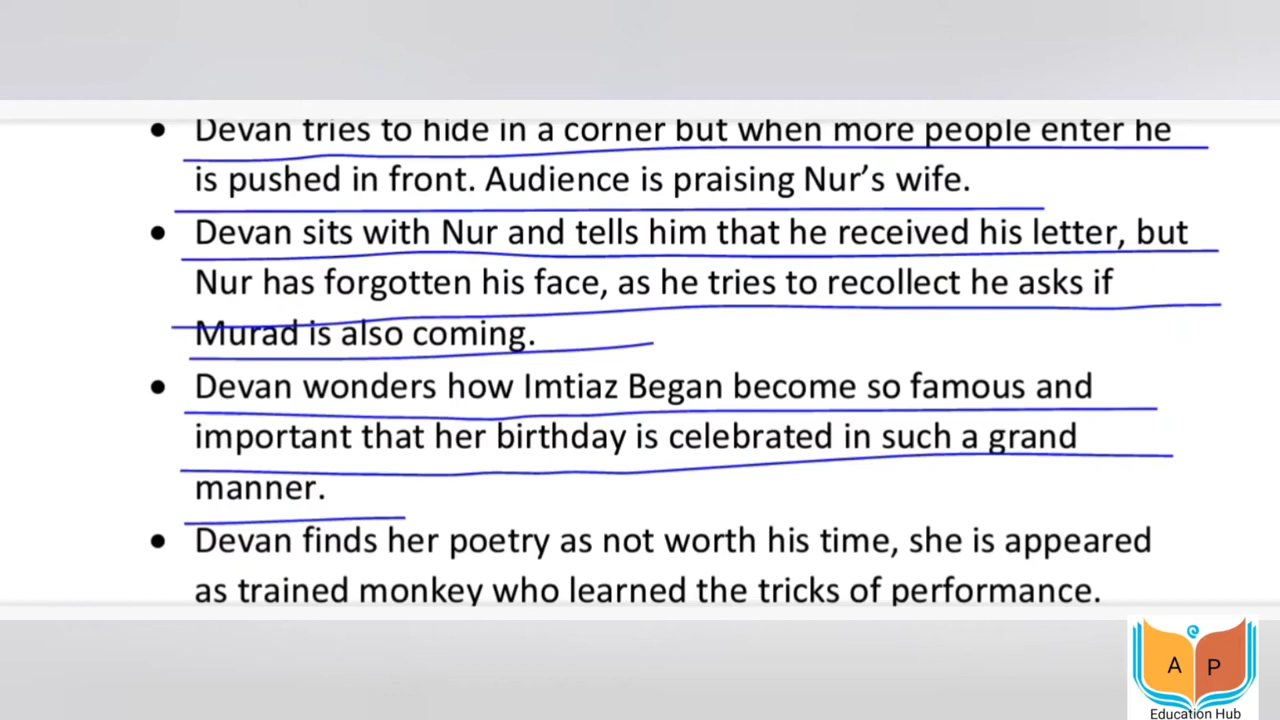 • Devan tries to hide in a corner but when more people enter he
is pushed in front. Audience is praising Nur’s wife.
• Devan sits with Nur and tells him that he received his letter, but
Nur has forgotten his face, as he tries to recollect he asks if
Murad is also coming.
• Devan wonders how Imtiaz Began become so famous and
important that her birthday is celebrated in such a grand
manner.
• Devan finds her poetry as not worth his time, she is appeared
as trained monkey who learned the tricks of performance.
A P
Education Hub